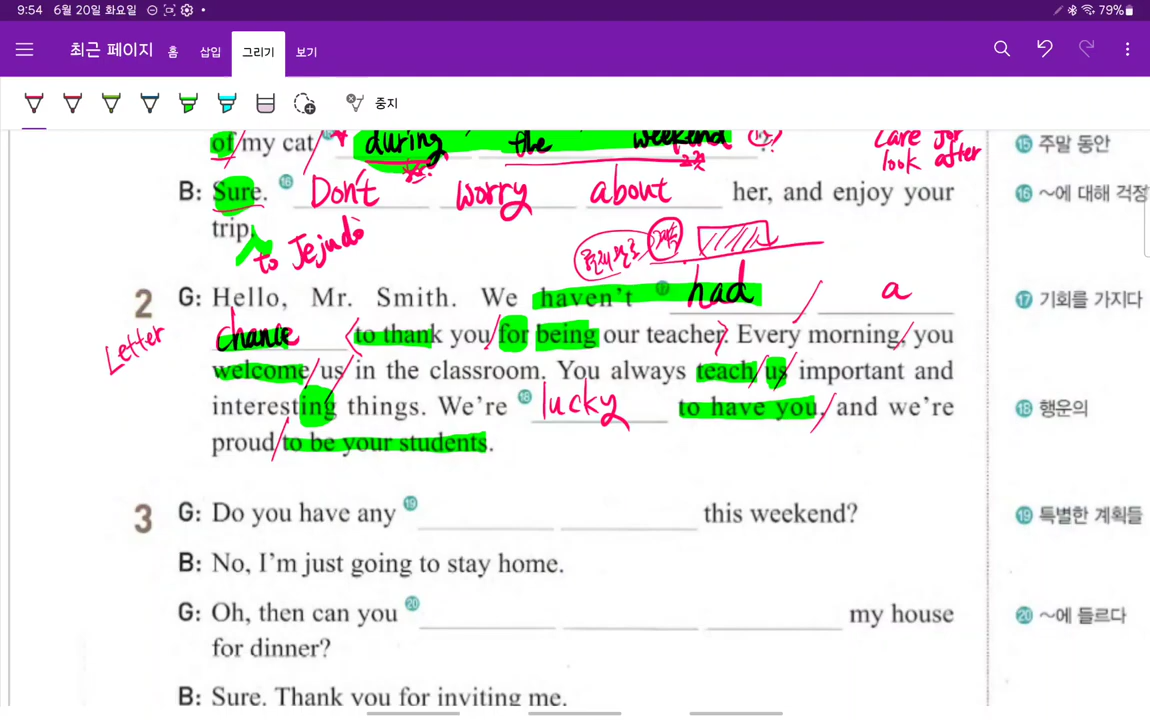 9:54 6월 20일 화요일 79%
최근 페이지 홈 삽입 그리기 보기
중지
of my cat during the weekend care for ⑮ 주말 동안
look after
B: Sure. ⑯ Don't worry about her, and enjoy your ⑯ ~에 대해 걱정
trip.
to Jejudo
2 G: Hello, Mr. Smith. We haven't ⑰ had a ⑰ 기회를 가지다
Letter chance to thank you for being our teacher. Every morning, you
welcome us in the classroom. You always teach us important and
interesting things. We're ⑱ lucky to have you, and we're ⑱ 행운의
proud to be your students.
3 G: Do you have any ⑲ this weekend? ⑲ 특별한 계획들
B: No, I'm just going to stay home.
G: Oh, then can you ⑳ my house ⑳ ~에 들르다
for dinner?
B: Sure. Thank you for inviting me.